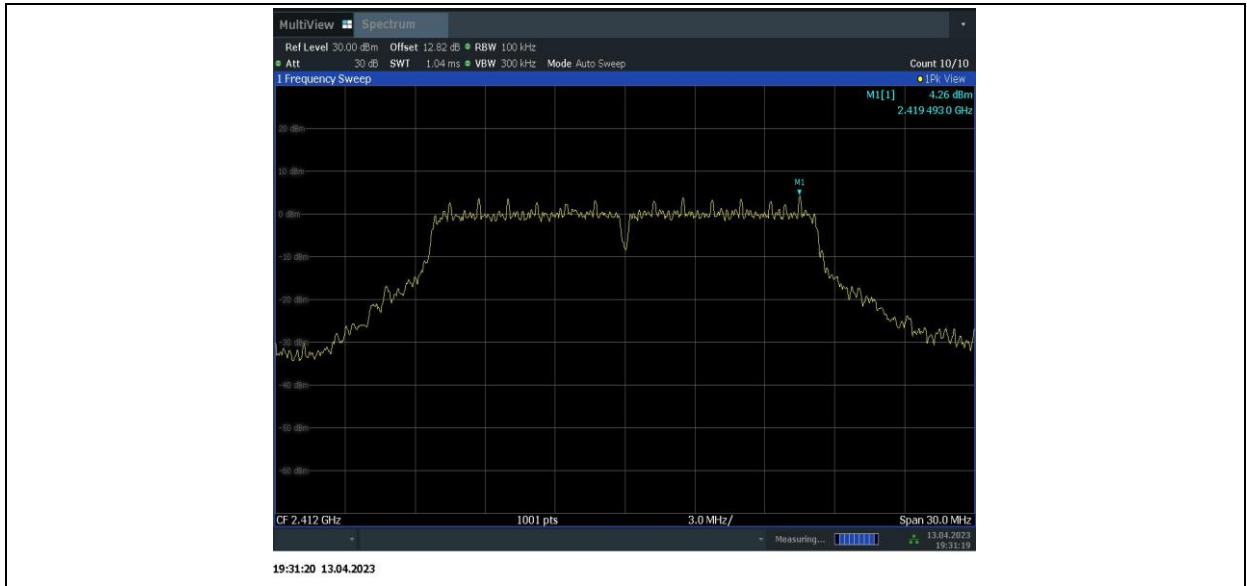 MultiView Spectrum
Ref Level 30.00 dBm Offset 12.82 dB RBW 100 kHz
Att 30 dB SWT 1.04 ms VBW 300 kHz Mode Auto Sweep Count 10/10
1 Frequency Sweep 1Pk View
M1[1] 4.26 dBm
2.419 493 0 GHz
20 dBm
10 dBm
M1
0 dBm
-10 dBm
-20 dBm
-30 dBm
-40 dBm
-50 dBm
-60 dBm
CF 2.412 GHz 1001 pts 3.0 MHz/ Span 30.0 MHz
Measuring... 13.04.2023
19:31:19
19:31:20 13.04.2023